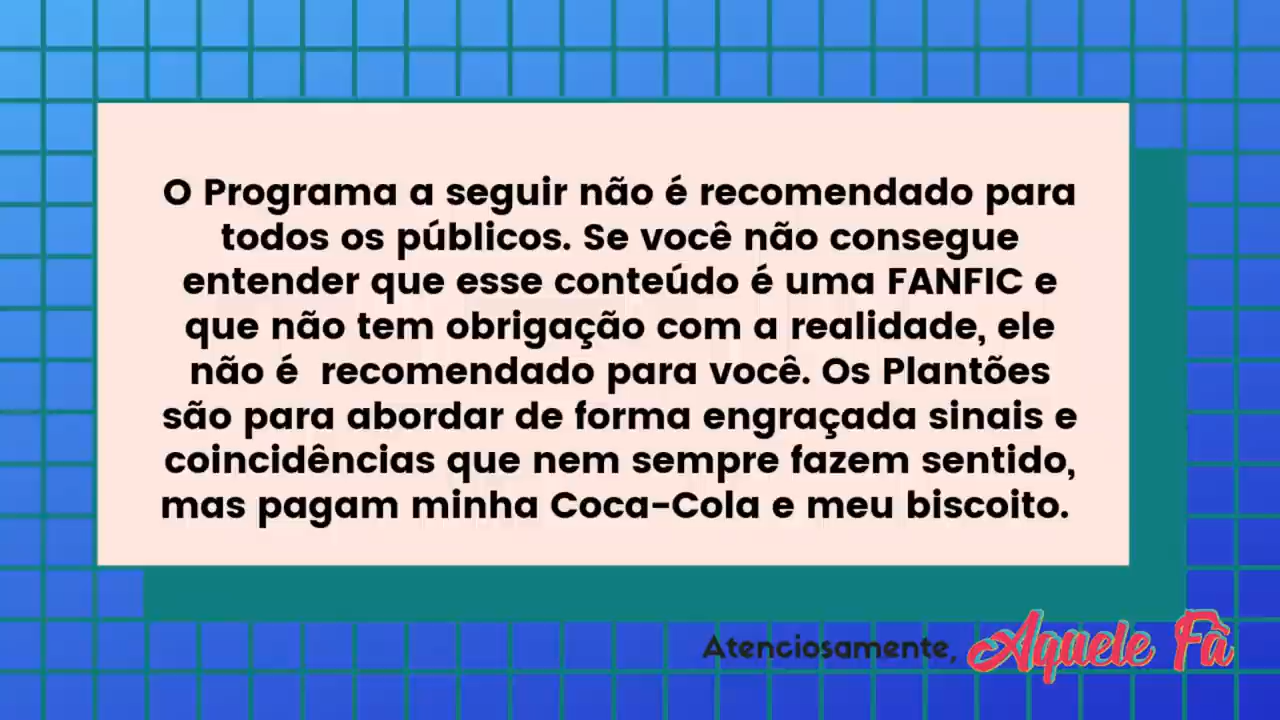 O Programa a seguir não é recomendado para
todos os públicos. Se você não consegue
entender que esse conteúdo é uma FANFIC e
que não tem obrigação com a realidade, ele
não é  recomendado para você. Os Plantões
são para abordar de forma engraçada sinais e
coincidências que nem sempre fazem sentido,
mas pagam minha Coca-Cola e meu biscoito.
Atenciosamente, Aquele Fã